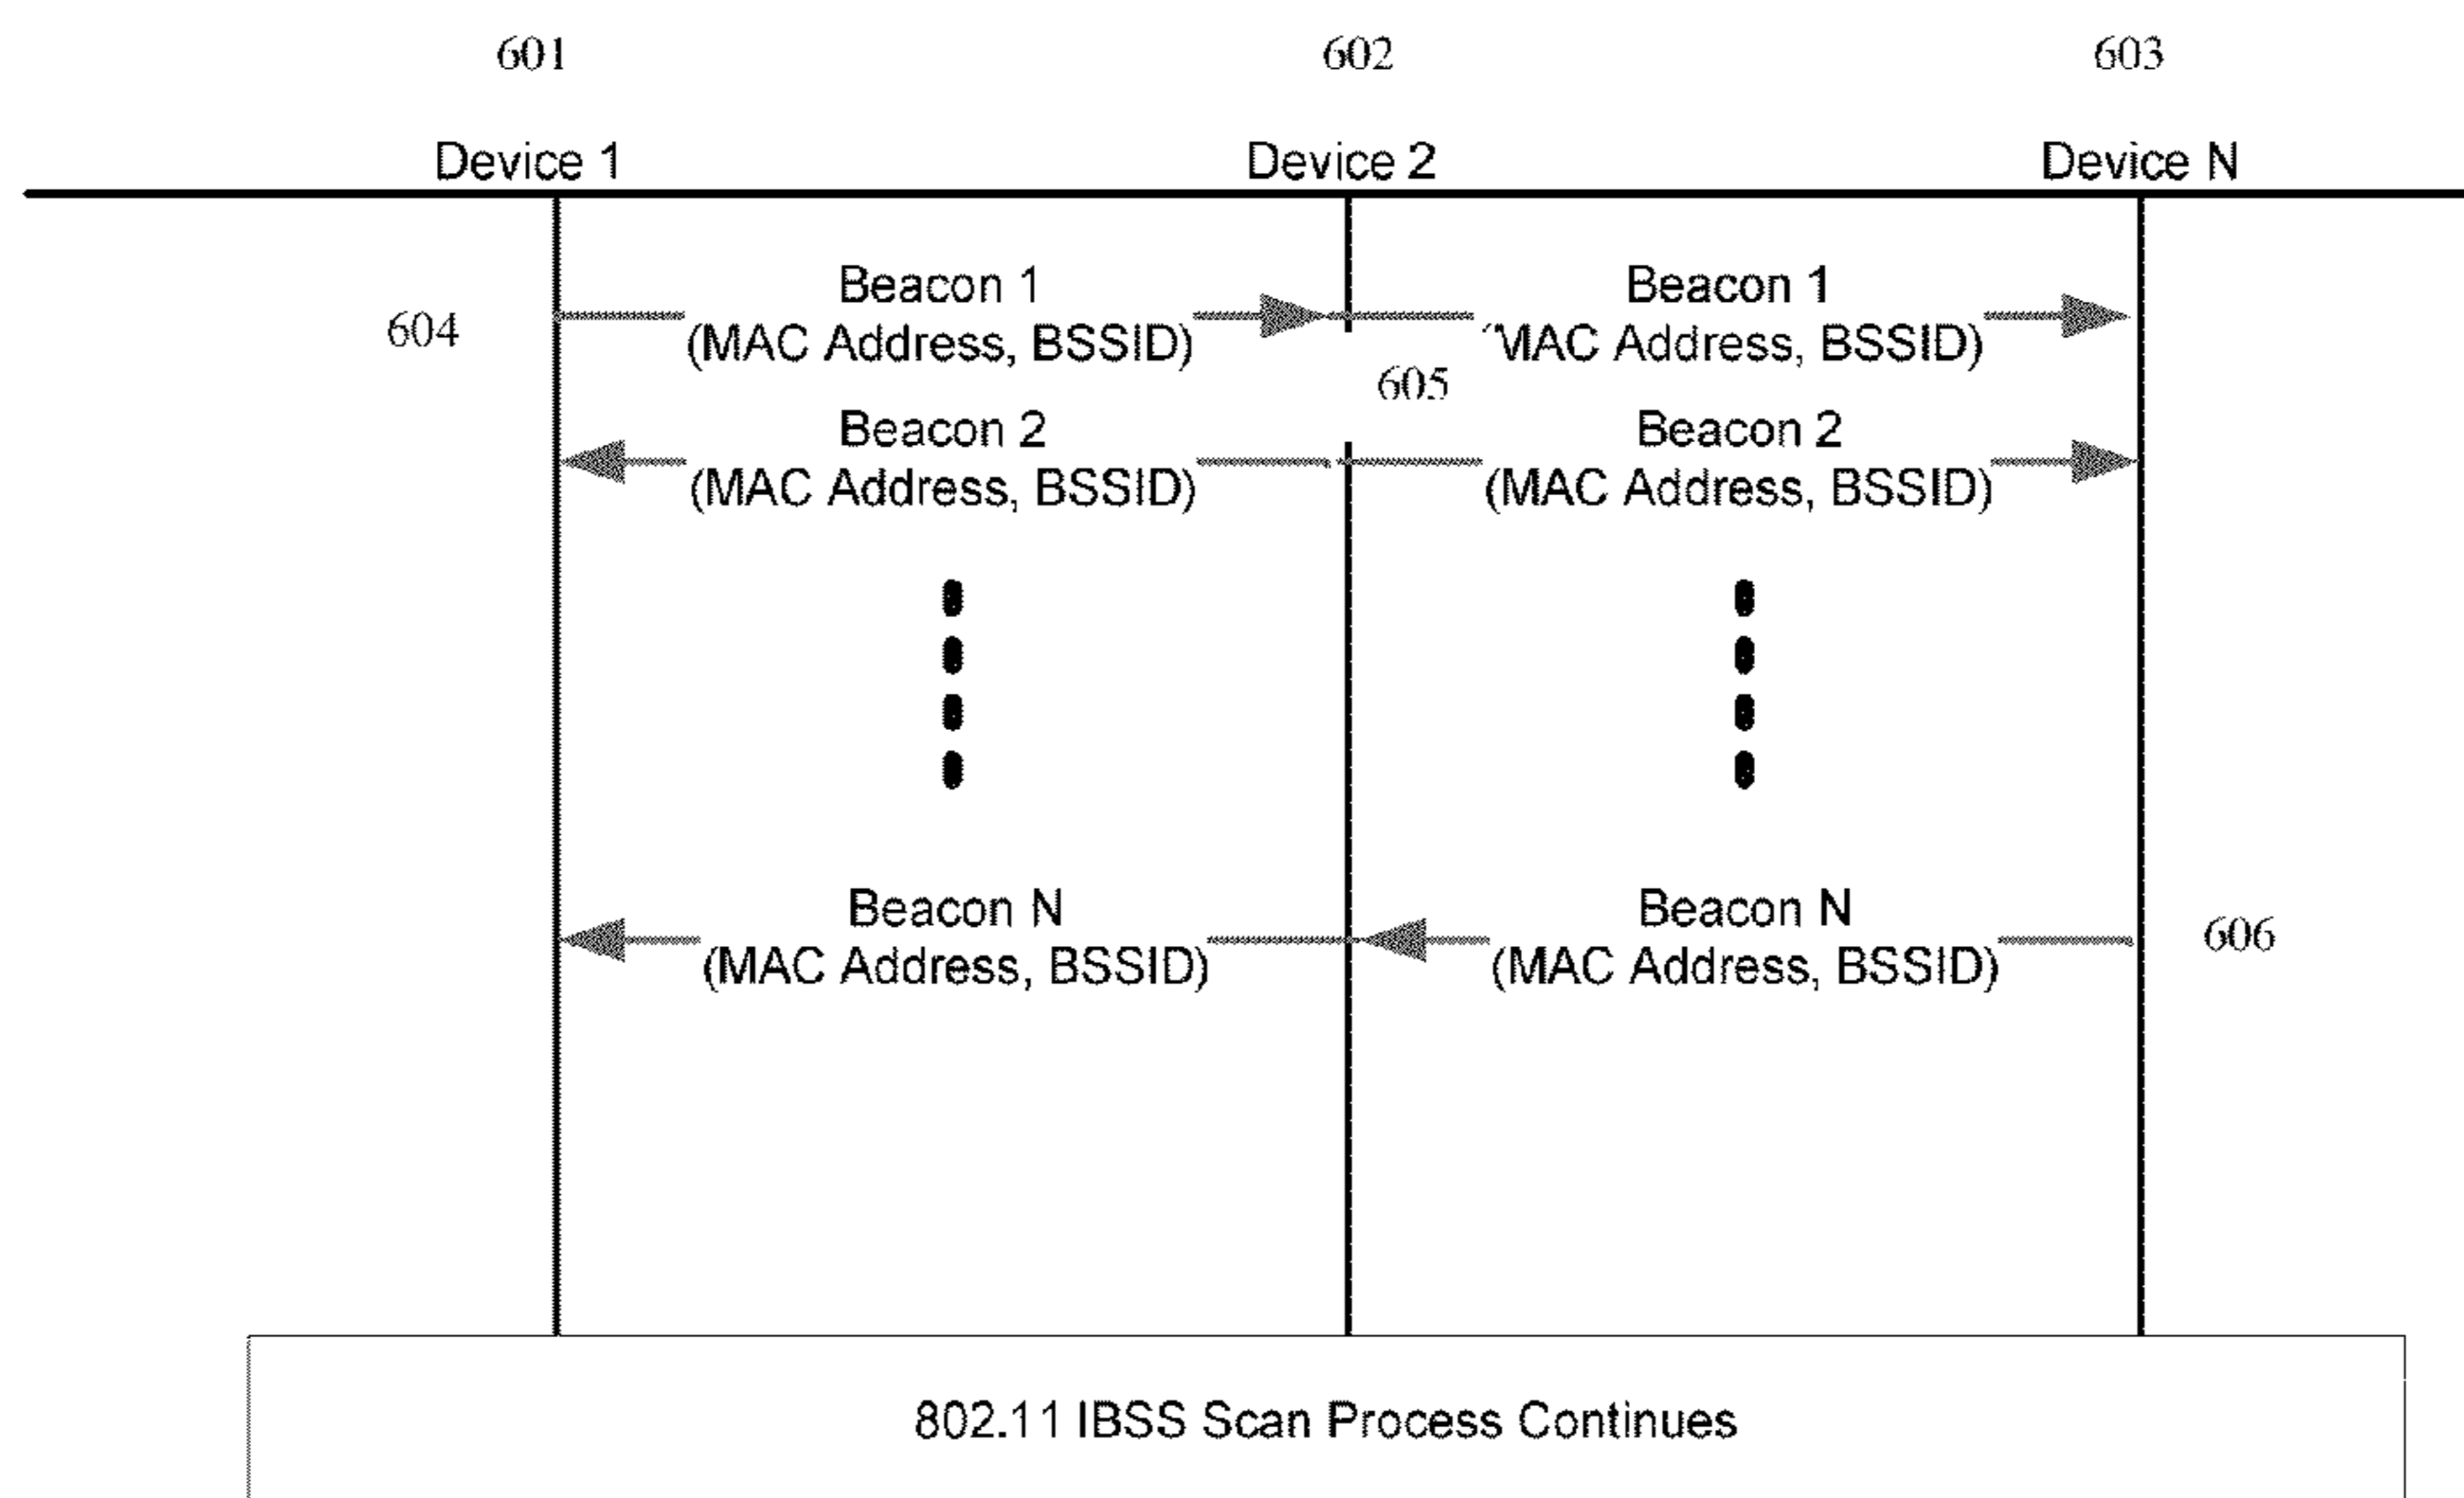 601 602 603
Device 1 Device 2 Device N
Beacon 1 Beacon 1
604 (MAC Address, BSSID) MAC Address, BSSID)
605
Beacon 2 Beacon 2
(MAC Address, BSSID) (MAC Address, BSSID)
Beacon N Beacon N
(MAC Address, BSSID) (MAC Address, BSSID) 606
802.11 IBSS Scan Process Continues